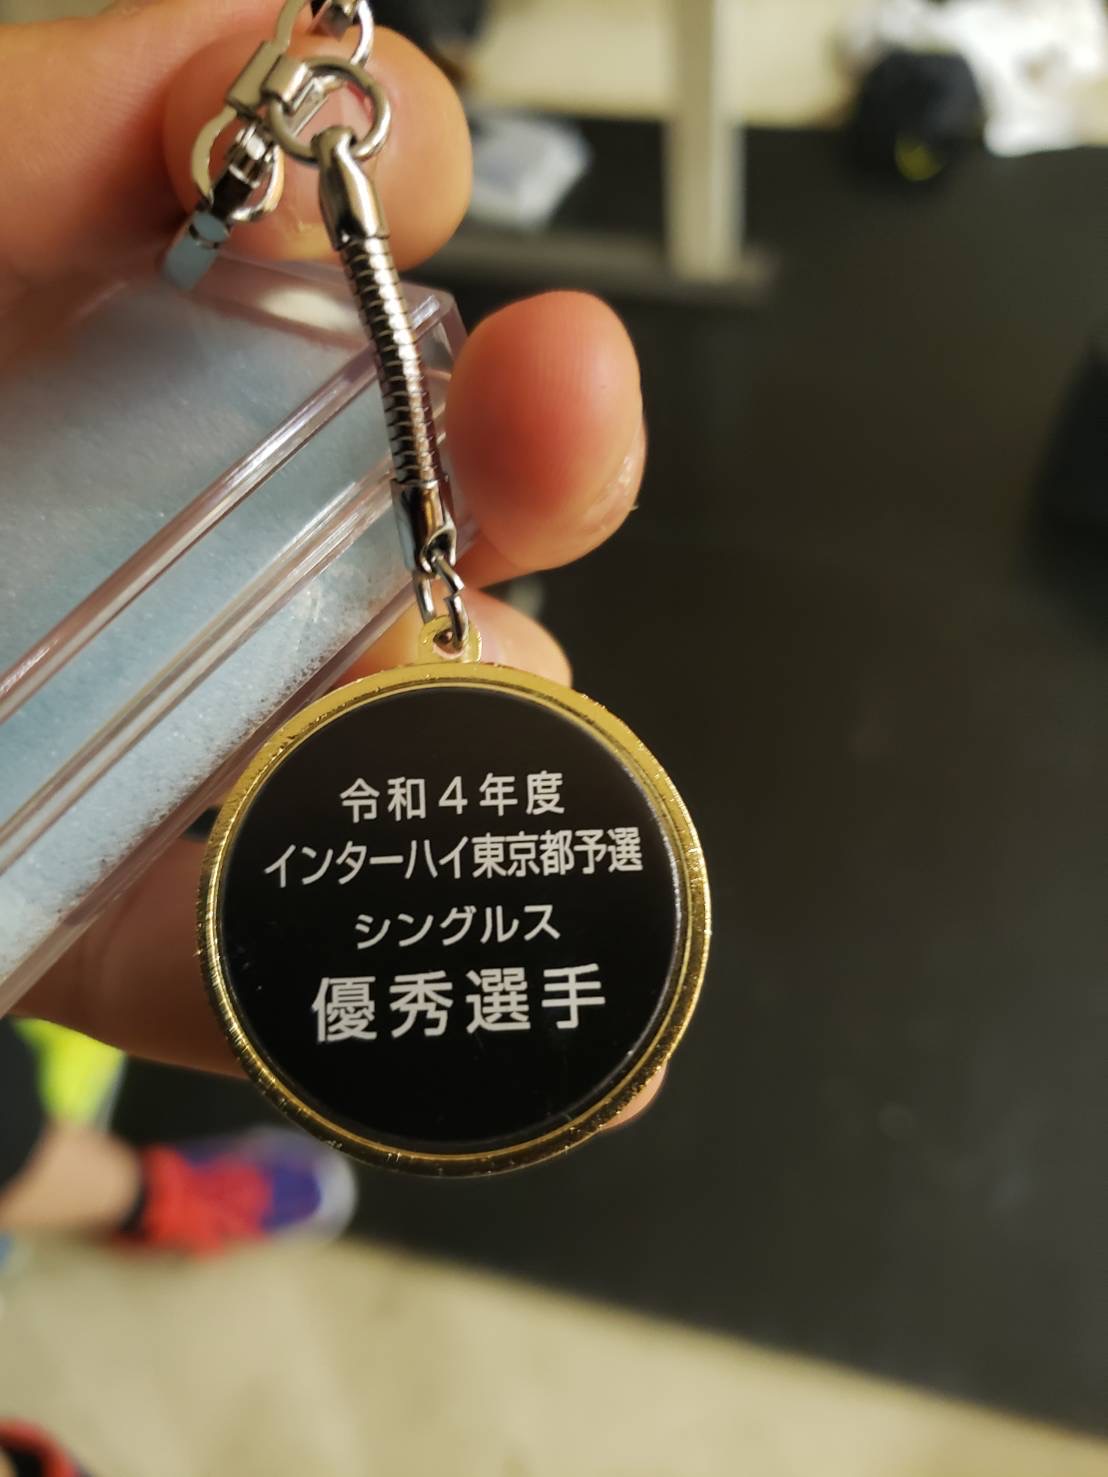 令和４年度
インターハイ東京都予選
シングルス
優秀選手